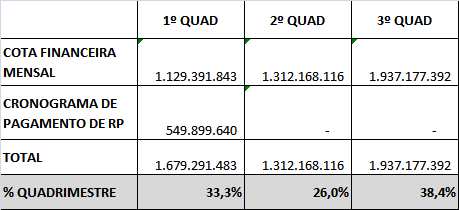 1º QUAD 2º QUAD 3º QUAD
COTA FINANCEIRA
MENSAL 1.129.391.843 1.312.168.116 1.937.177.392
CRONOGRAMA DE
PAGAMENTO DE RP 549.899.640 - -
TOTAL 1.679.291.483 1.312.168.116 1.937.177.392
% QUADRIMESTRE 33,3% 26,0% 38,4%